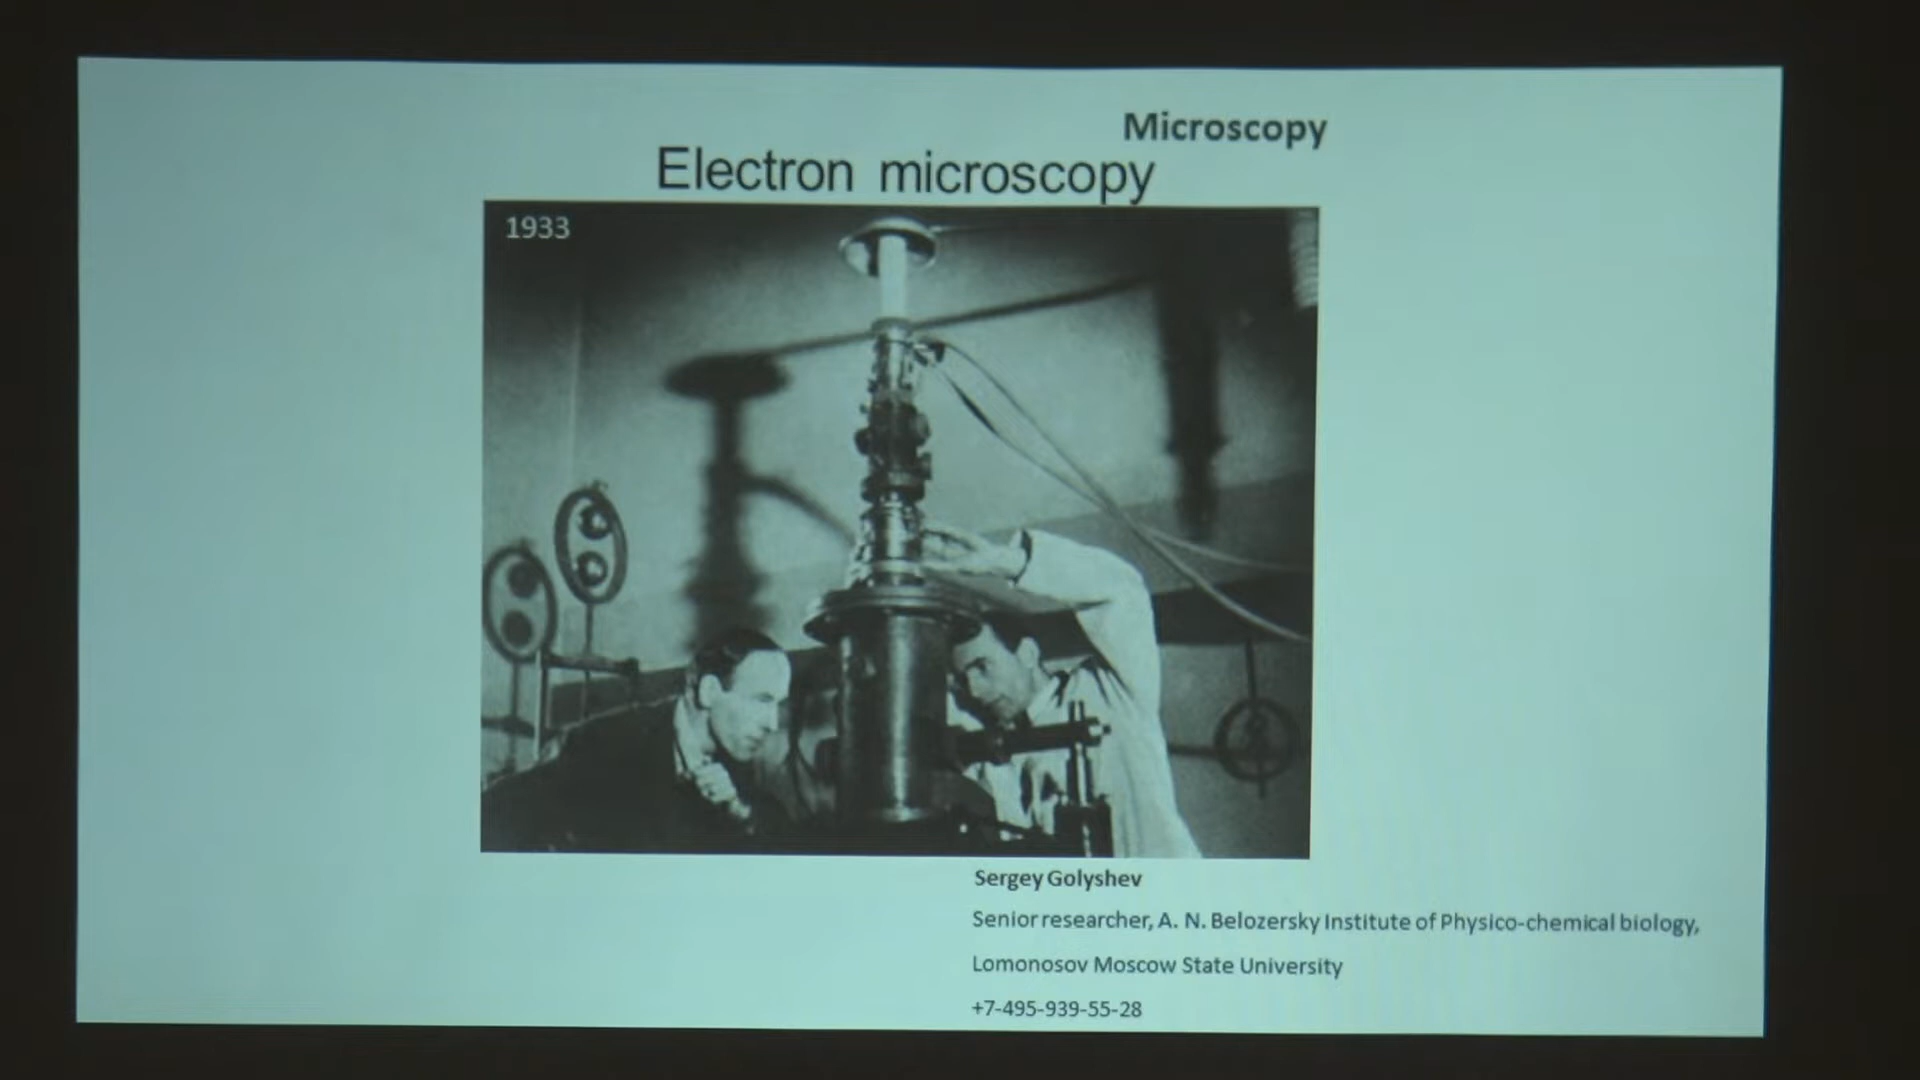 Microscopy
Electron microscopy
1933
Sergey Golyshev
Senior researcher, A. N. Belozersky Institute of Physico-chemical biology,
Lomonosov Moscow State University
+7-495-939-55-28